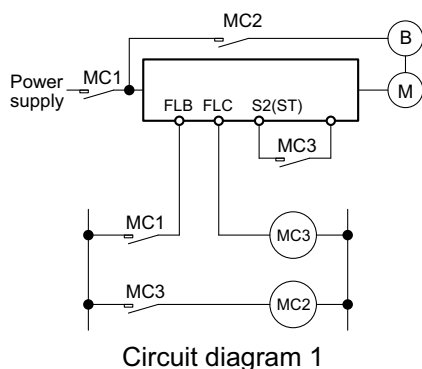 MC2
B
Power
supply
MC1
M
FLB FLC S2(ST)
MC3
MC1
MC3
MC3
MC2
Circuit diagram 1